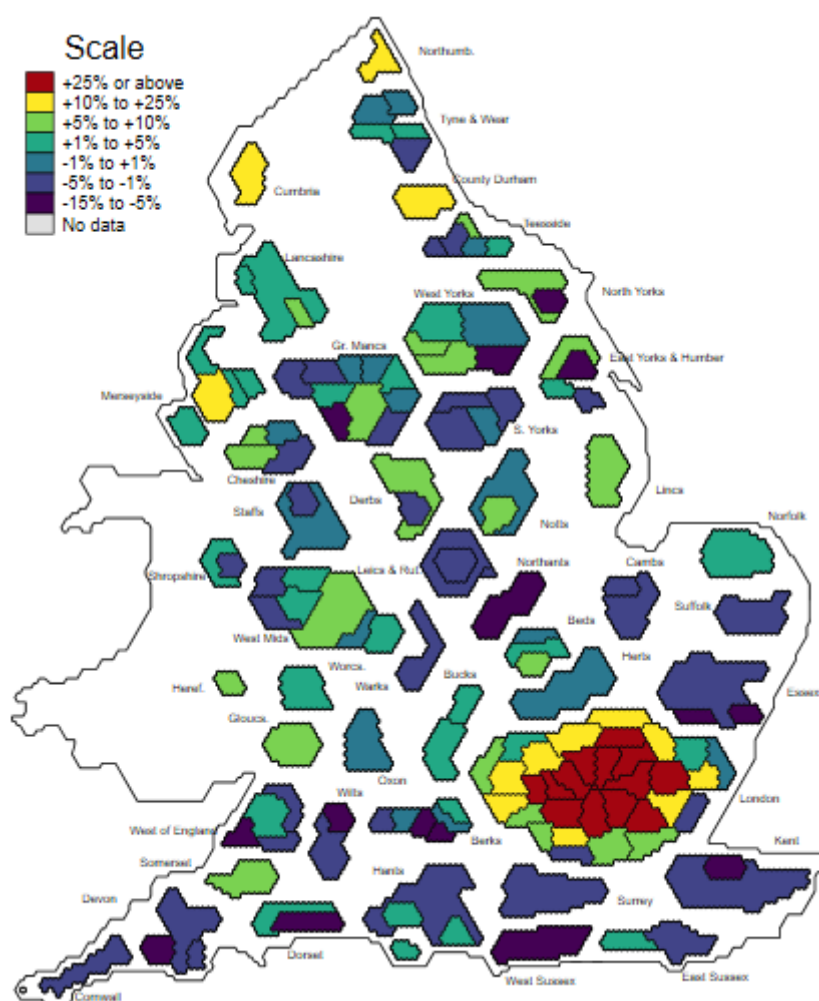 Scale
+25% or above
+10% to +25%
+5% to +10%
+1% to +5%
-1% to +1%
-5% to -1%
-15% to -5%
No data
Northumb.
Tyne & Wear
County Durham
Cumbria
Teesside
Lancashire
West Yorks
North Yorks
Gr. Mancs
East Yorks & Humber
Merseyside
S. Yorks
Cheshire
Lincs
Staffs
Derbs
Notts
Norfolk
Shropshire
Leics & Rut.
Northants
Cambs
Suffolk
West Mids
Beds
Worcs.
Herts
Heref.
Warks
Bucks
Essex
Gloucs.
Oxon
Wilts
London
West of England
Berks
Kent
Somerset
Hants
Devon
Surrey
Dorset
West Sussex
East Sussex
Cornwall